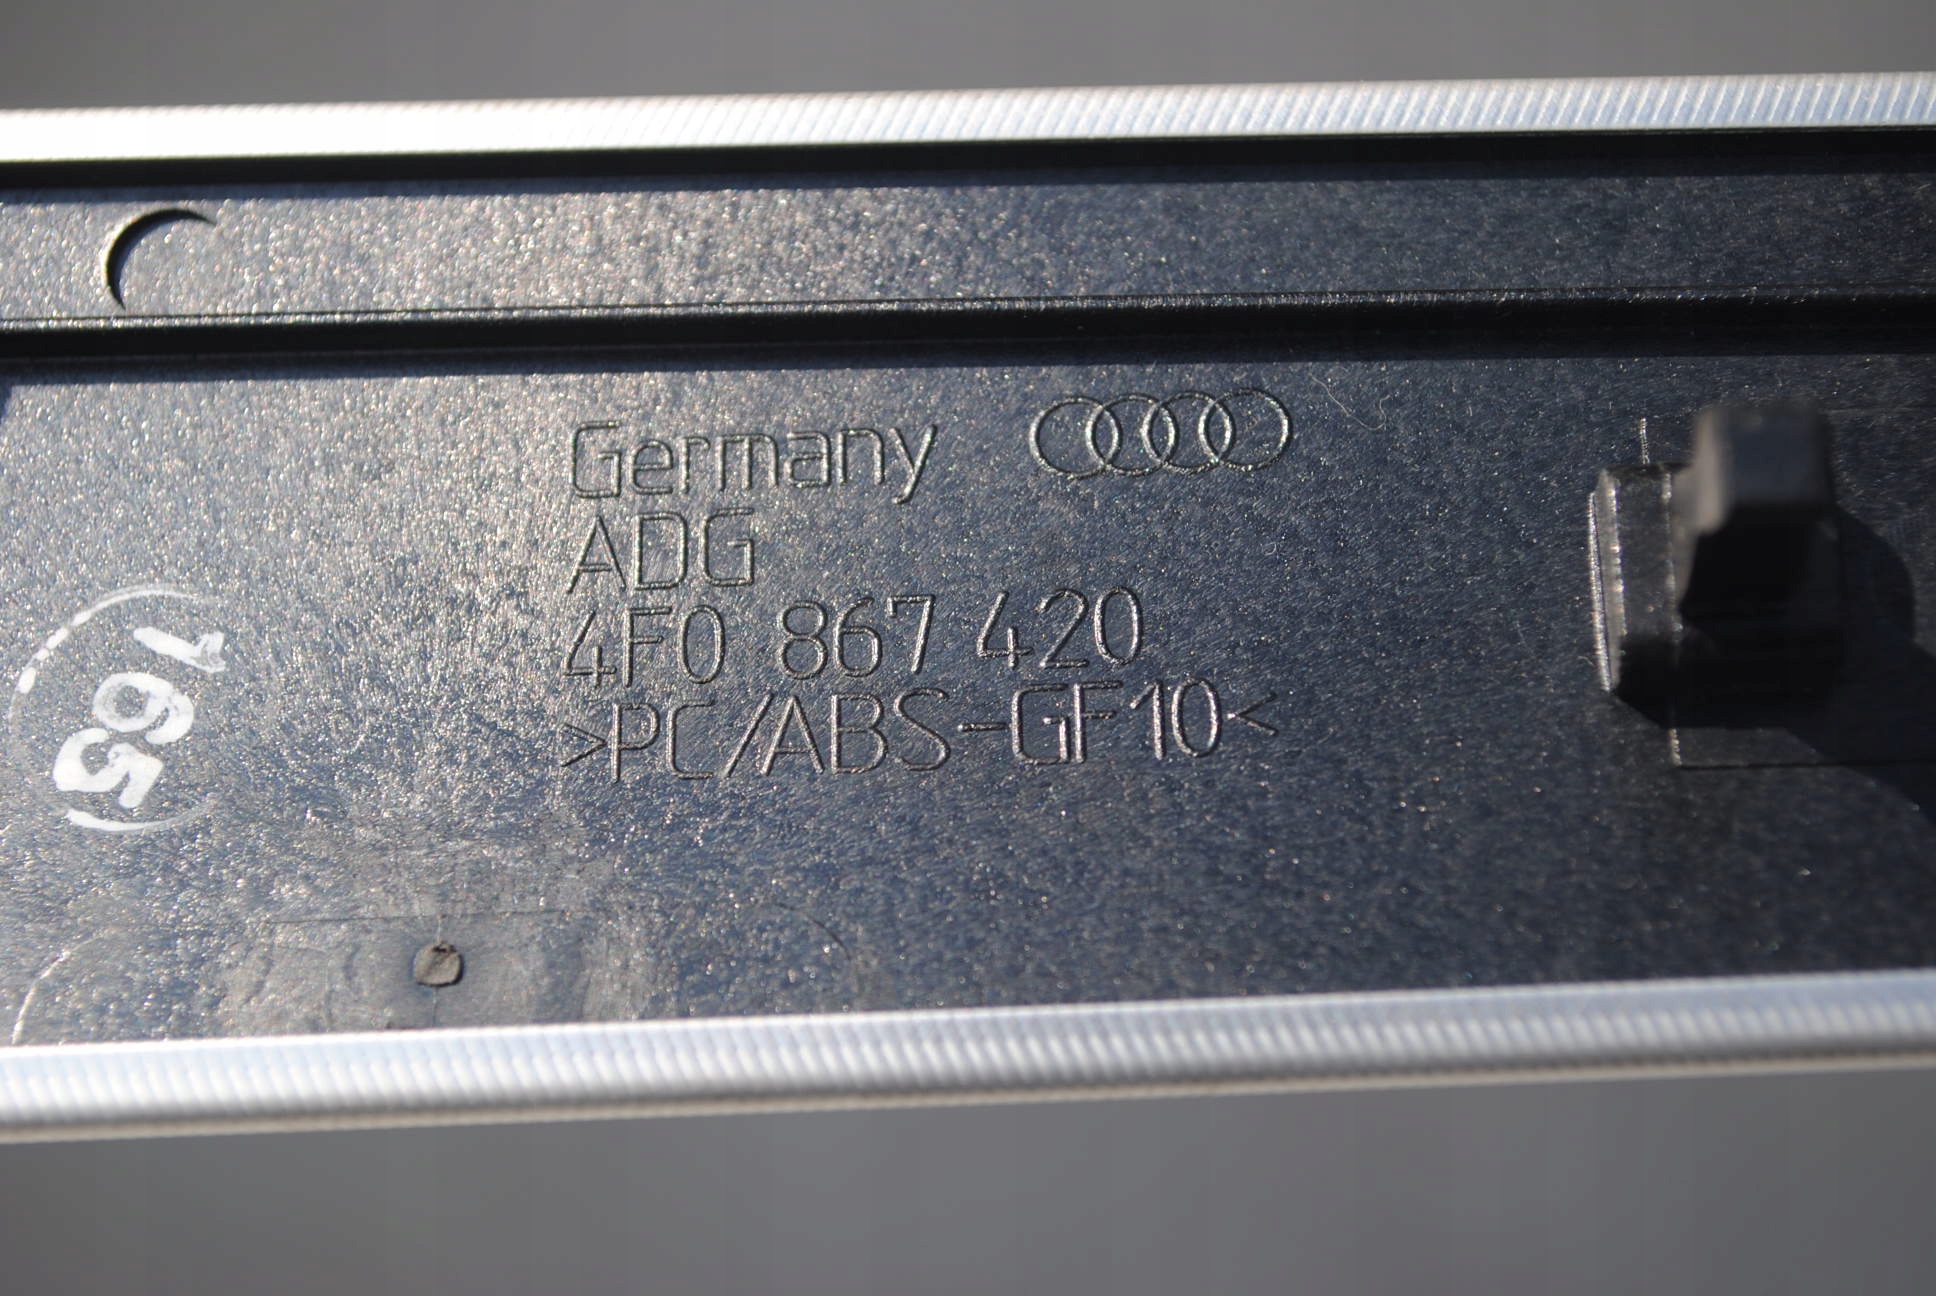 Germany
ADG
4F0 867 420
>PC/ABS-GF10<
165